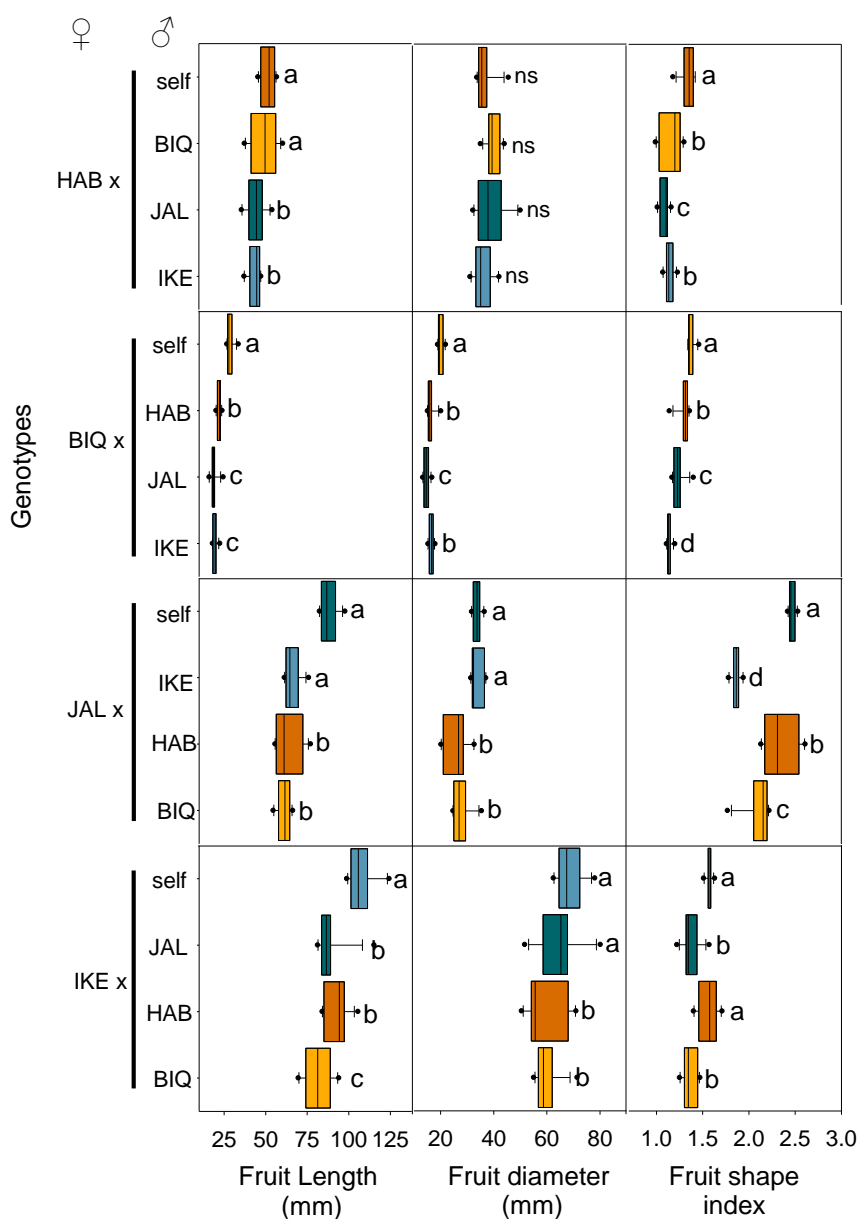 ♀ ♂
Genotypes
HAB x
self a ns a
BIQ a ns b
JAL b ns c
IKE b ns b
BIQ x
self a a a
HAB b b b
JAL c c c
IKE c b d
JAL x
self a a a
IKE a a d
HAB b b b
BIQ b b c
IKE x
self a a a
JAL b a b
HAB b b a
BIQ c b b
25 50 75 100 125 20 40 60 80 1.0 1.5 2.0 2.5 3.0
Fruit Length
(mm)
Fruit diameter
(mm)
Fruit shape
index